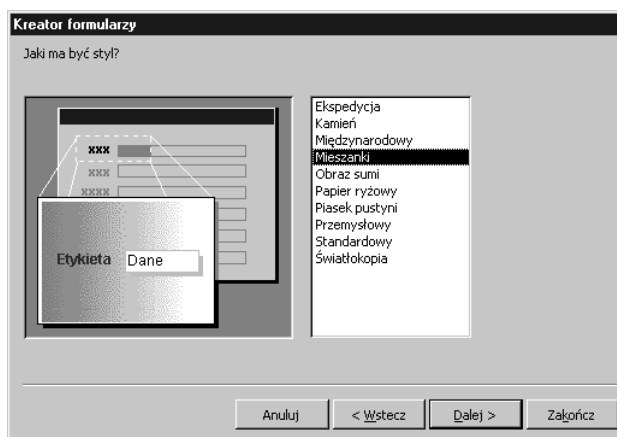 Kreator formularzy
Jaki ma być styl?
xxx
xxx
xxxx
Etykieta Dane
Ekspedycja
Kamień
Międzynarodowy
Mieszanki
Obraz sumi
Papier ryżowy
Piasek pustyni
Przemysłowy
Standardowy
Światłokopia
Anuluj < Wstecz Dalej > Zakończ